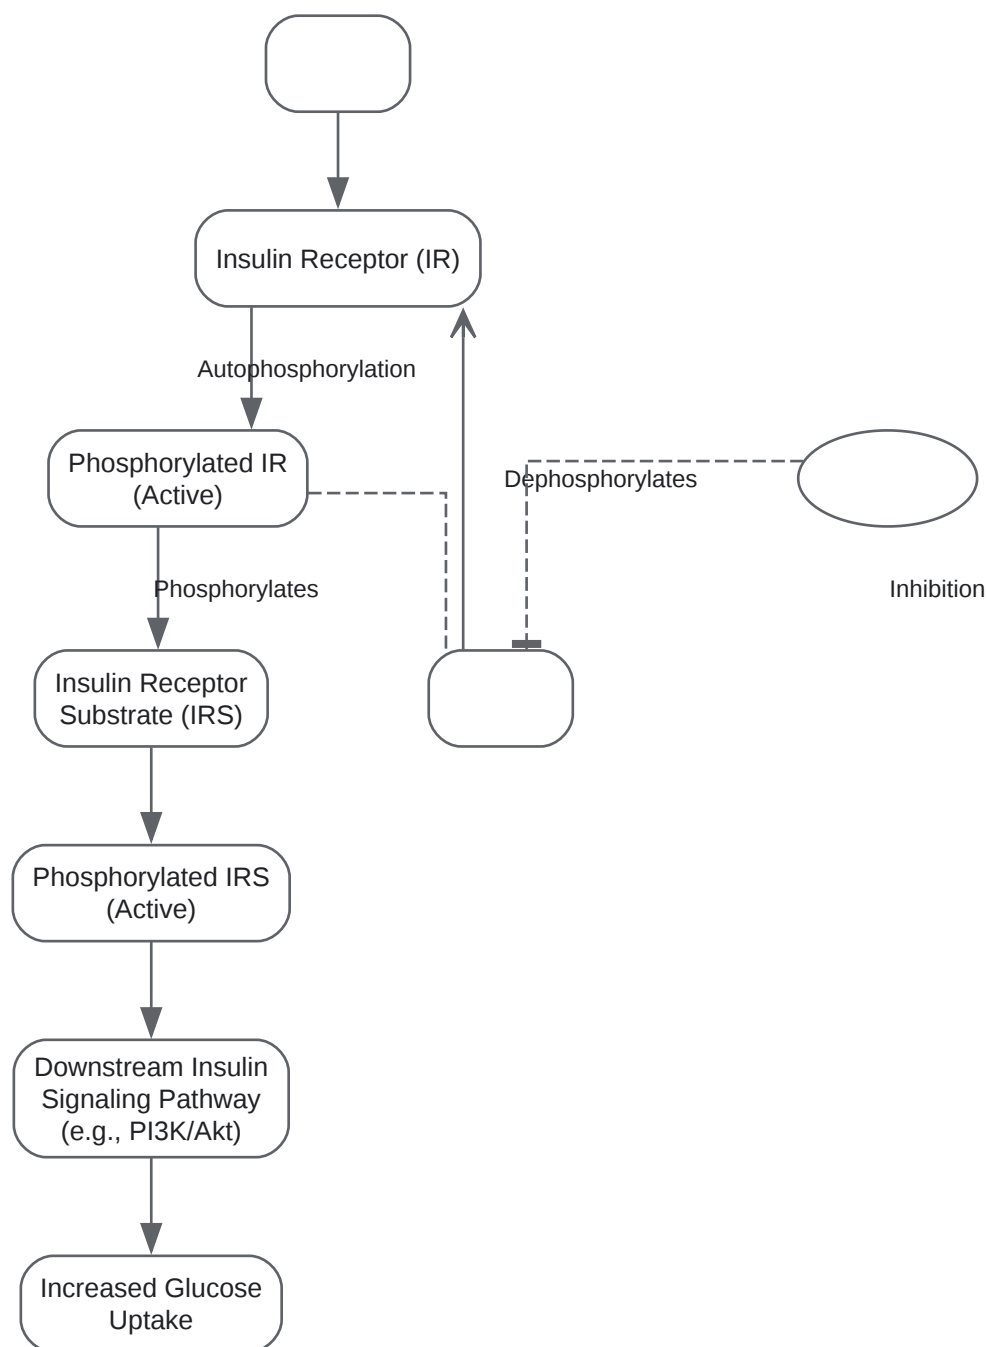 Insulin Receptor (IR)
Autophosphorylation
Phosphorylated IR
(Active)
Dephosphorylates
Phosphorylates
Inhibition
Insulin Receptor
Substrate (IRS)
Phosphorylated IRS
(Active)
Downstream Insulin
Signaling Pathway
(e.g., PI3K/Akt)
Increased Glucose
Uptake